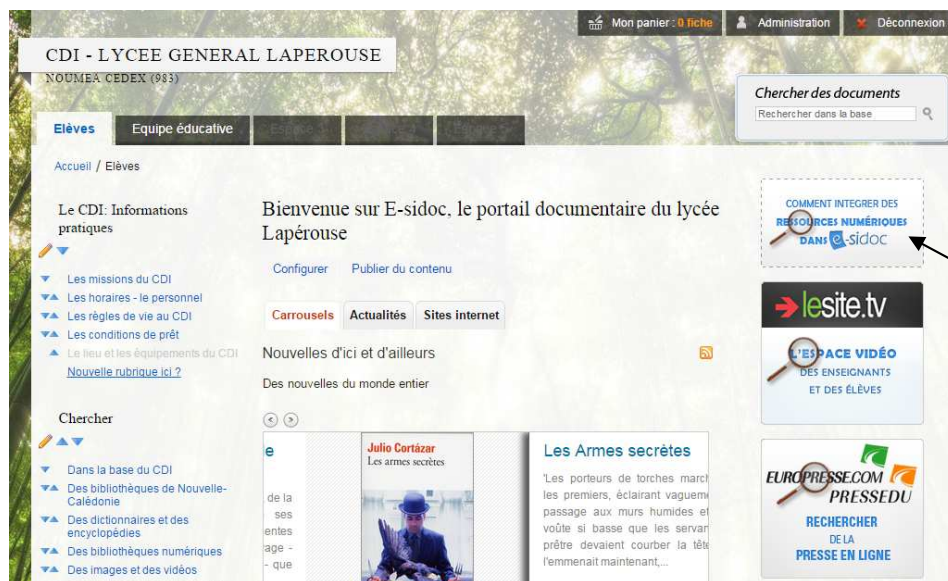 Mon panier : 0 fiche
Administration
Déconnexion
CDI - LYCEE GENERAL LAPEROUSE
NOUMEA CEDEX (983)
Chercher des documents
Rechercher dans la base
Elèves
Equipe éducative
Accueil / Elèves
Le CDI: Informations
pratiques
Les missions du CDI
Les horaires - le personnel
Les règles de vie au CDI
Les conditions de prêt
Le lieu et les équipements du CDI
Nouvelle rubrique ici ?
Chercher
Dans la base du CDI
Des bibliothèques de Nouvelle-
Calédonie
Des dictionnaires et des
encyclopédies
Des bibliothèques numériques
Des images et des vidéos
Bienvenue sur E-sidoc, le portail documentaire du lycée
Lapérouse
Configurer
Publier du contenu
Carrousels
Actualités
Sites internet
Nouvelles d'ici et d'ailleurs
Des nouvelles du monde entier
e
de la
ses
entes
age -
- que
Julio Cortázar
Les armes secrètes
Les Armes secrètes
'Les porteurs de torches march
les premiers, éclairant vaguem
passage aux murs humides et
voûte si basse que les servan
prêtre devaient courber la tête
l'emmenait maintenant,...
COMMENT INTEGRER DES
RESSOURCES NUMÉRIQUES
DANS e-sidoc
lesite.tv
L'ESPACE VIDÉO
DES ENSEIGNANTS
ET DES ÉLÈVES
EUROPRESSE.COM
PRESSEDU
RECHERCHER
DE LA
PRESSE EN LIGNE